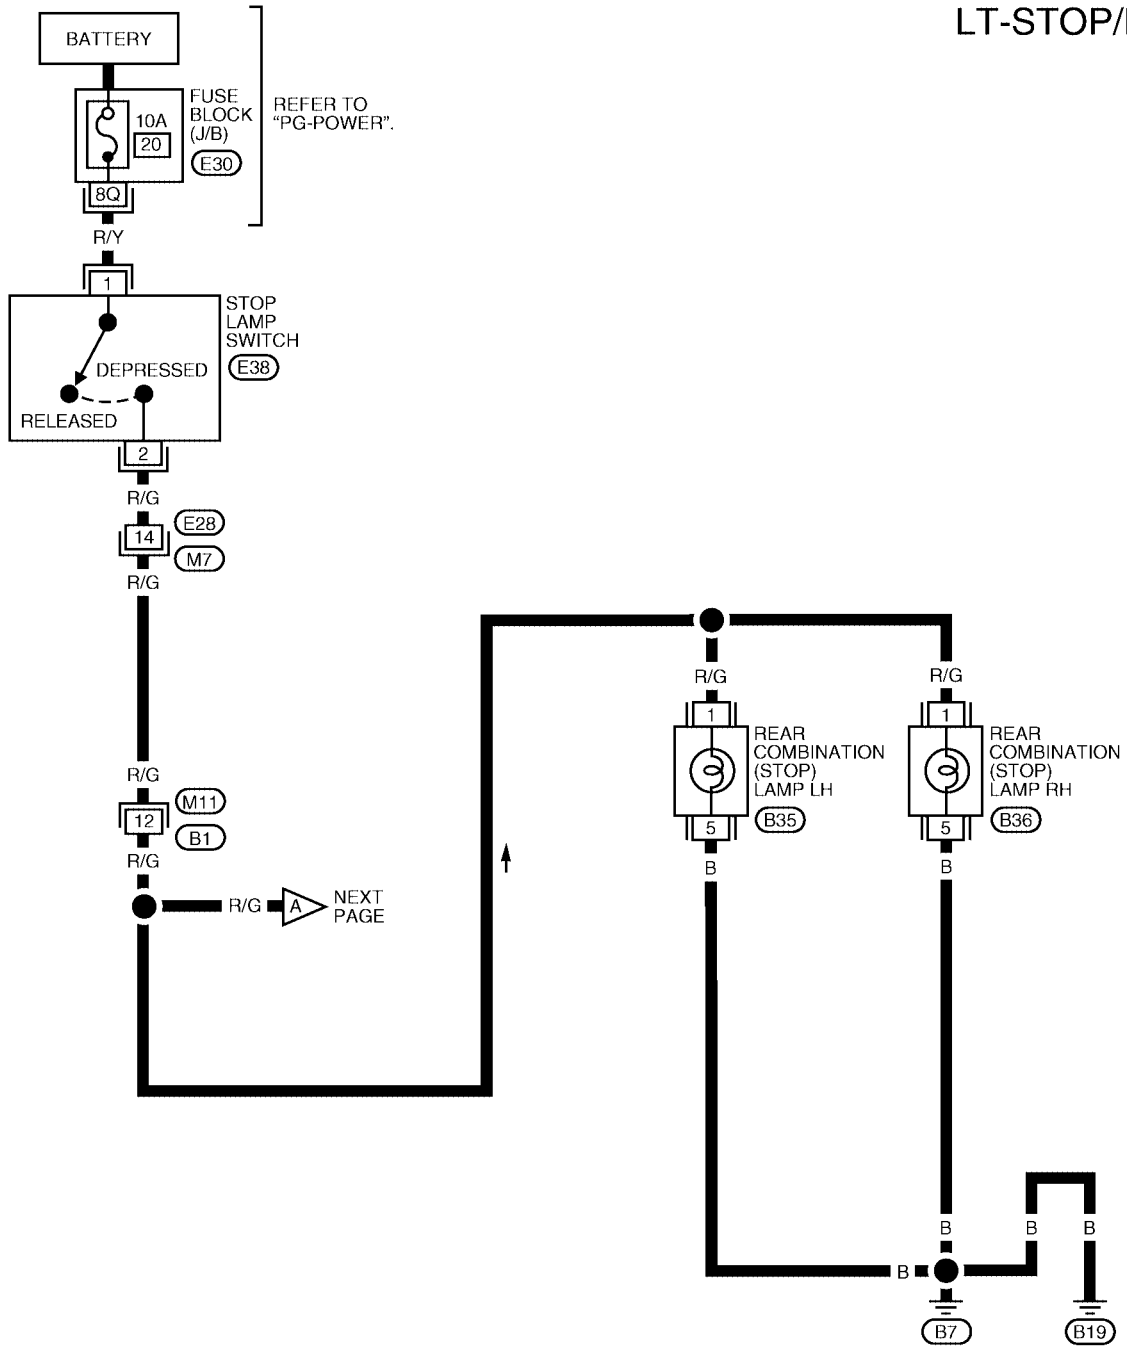 LT-STOP/
BATTERY
FUSE
BLOCK
(J/B)
10A
20
E30
REFER TO
“PG-POWER”.
8Q
R/Y
1
STOP
LAMP
SWITCH
E38
DEPRESSED
RELEASED
2
R/G
14
E28
M7
R/G
R/G
12
M11
B1
R/G
R/G
A
NEXT
PAGE
R/G
1
REAR
COMBINATION
(STOP)
LAMP LH
B35
5
B
R/G
1
REAR
COMBINATION
(STOP)
LAMP RH
B36
5
B
B
B
B
B
B7
B19